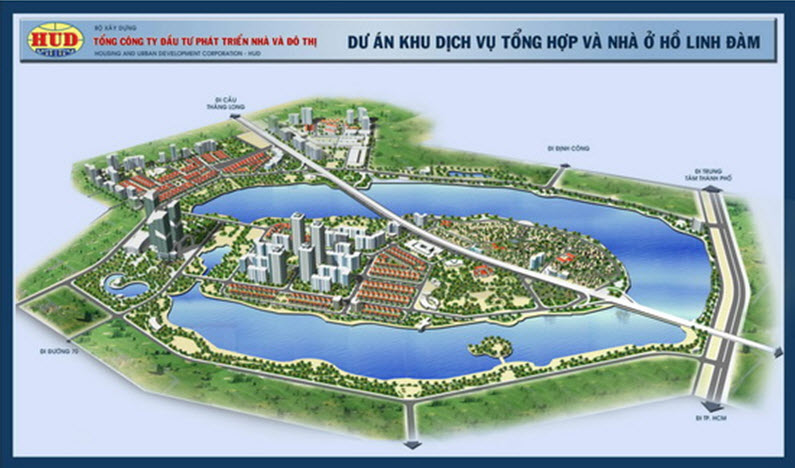 HUD
BỘ XÂY DỰNG
TỔNG CÔNG TY ĐẦU TƯ PHÁT TRIỂN NHÀ VÀ ĐÔ THỊ
HOUSING AND URBAN DEVELOPMENT CORPORATION - HUD
DỰ ÁN KHU DỊCH VỤ TỔNG HỢP VÀ NHÀ Ở HỒ LINH ĐÀM
ĐI CẦU
THĂNG LONG
ĐI ĐỊNH CÔNG
ĐI TRUNG
TÂM THÀNH PHỐ
ĐI ĐƯỜNG 70
ĐI TP. HCM